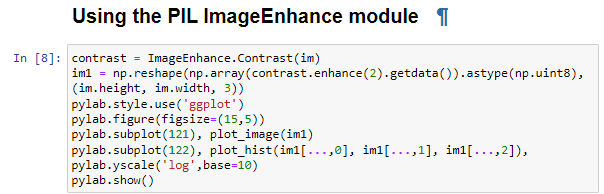 Using the PIL ImageEnhance module ¶
In [8]: contrast = ImageEnhance.Contrast(im)
im1 = np.reshape(np.array(contrast.enhance(2).getdata()).astype(np.uint8),
(im.height, im.width, 3))
pylab.style.use('ggplot')
pylab.figure(figsize=(15,5))
pylab.subplot(121), plot_image(im1)
pylab.subplot(122), plot_hist(im1[...,0], im1[...,1], im1[...,2]),
pylab.yscale('log',base=10)
pylab.show()